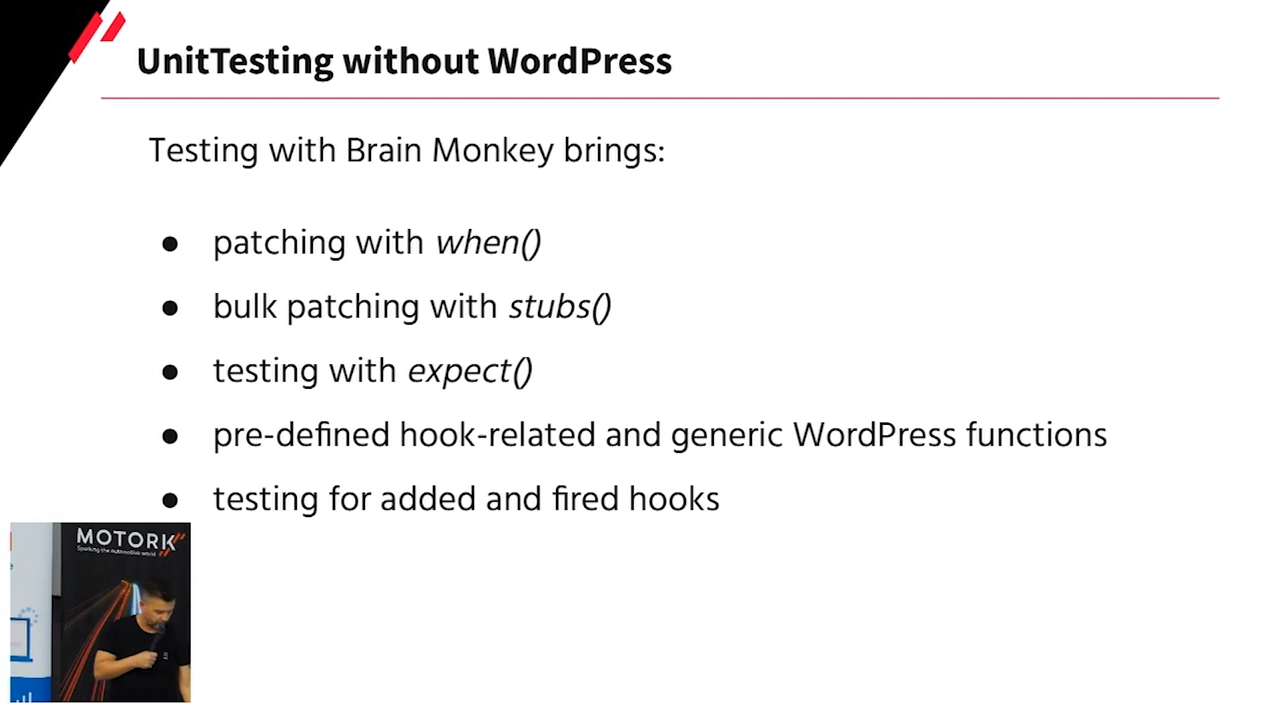 UnitTesting without WordPress
Testing with Brain Monkey brings:
● patching with when()
● bulk patching with stubs()
● testing with expect()
● pre-defined hook-related and generic WordPress functions
● testing for added and fired hooks
MOTORK
Sparking the automotive world